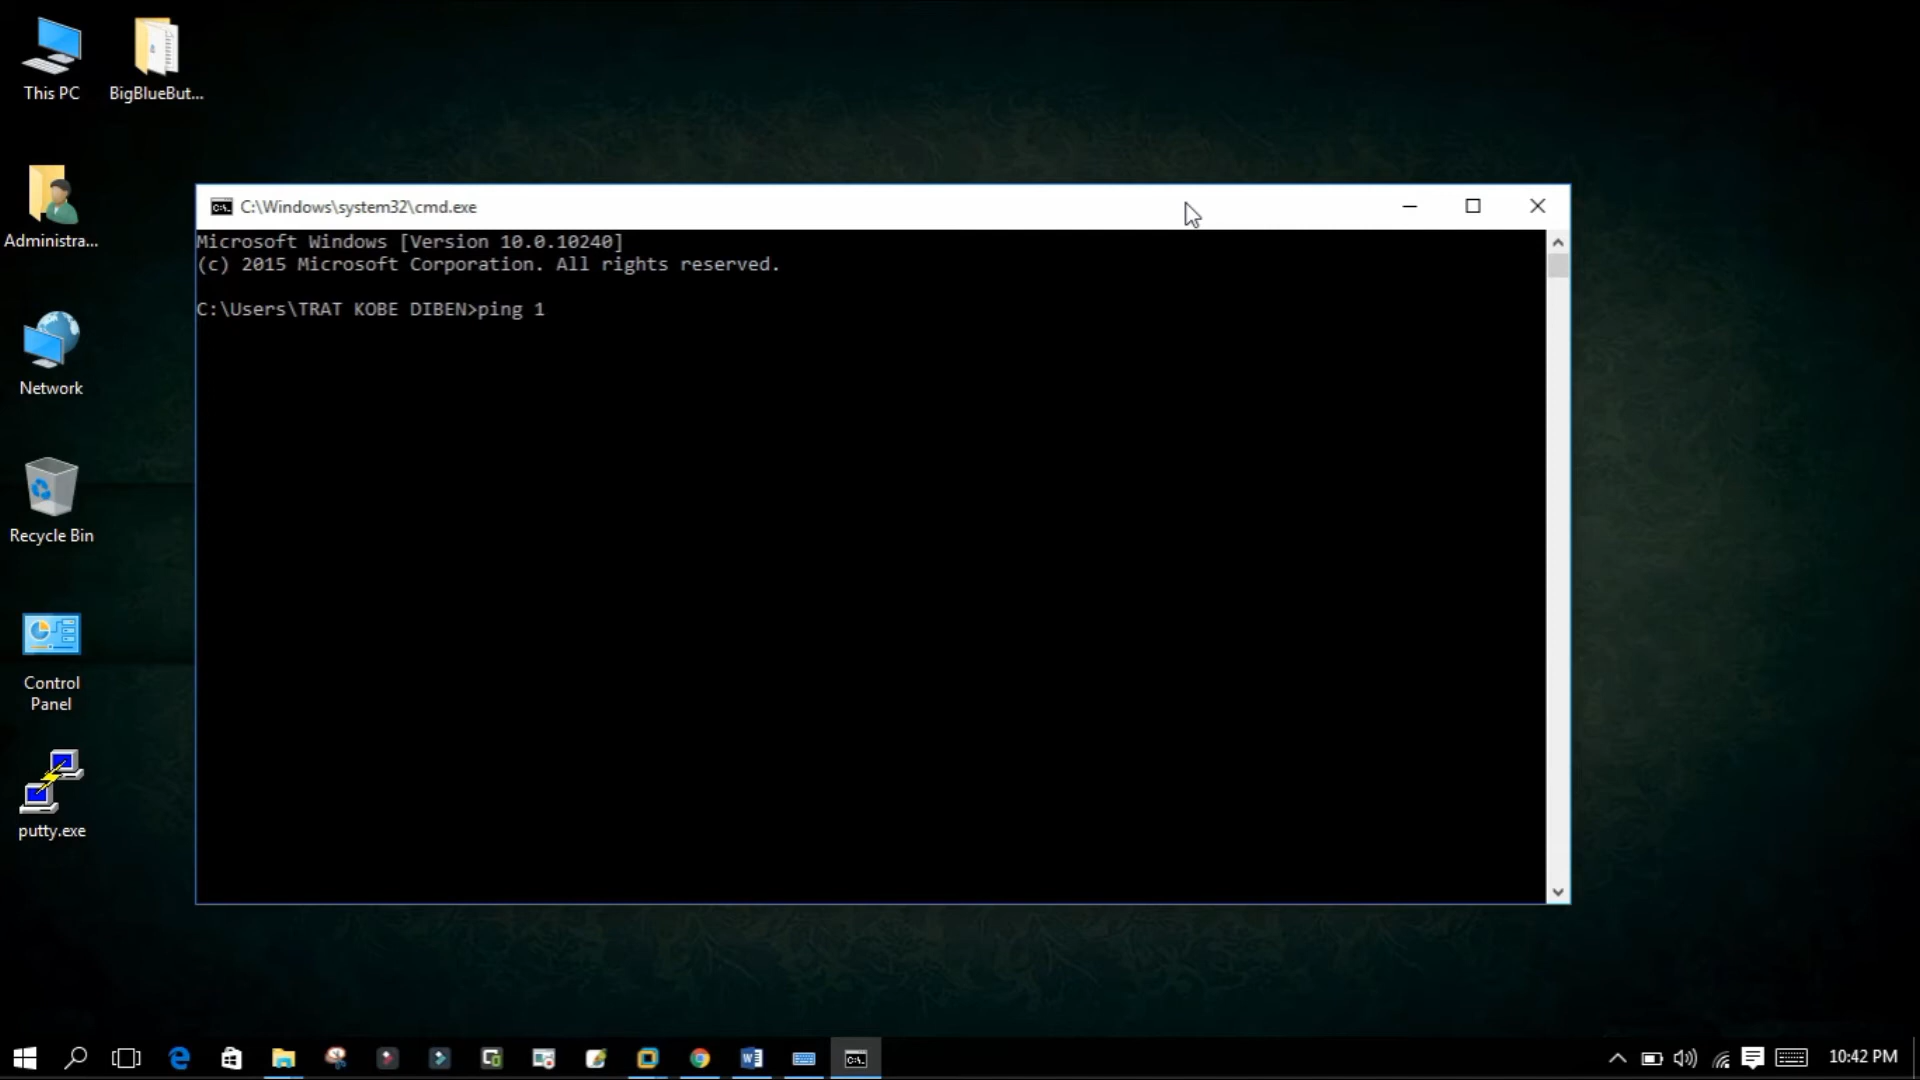 This PC
BigBlueBut...
Administra...
Network
Recycle Bin
Control
Panel
putty.exe
C:\Windows\system32\cmd.exe
Microsoft Windows [Version 10.0.10240]
(c) 2015 Microsoft Corporation. All rights reserved.
C:\Users\TRAT KOBE DIBEN>ping 1
10:42 PM